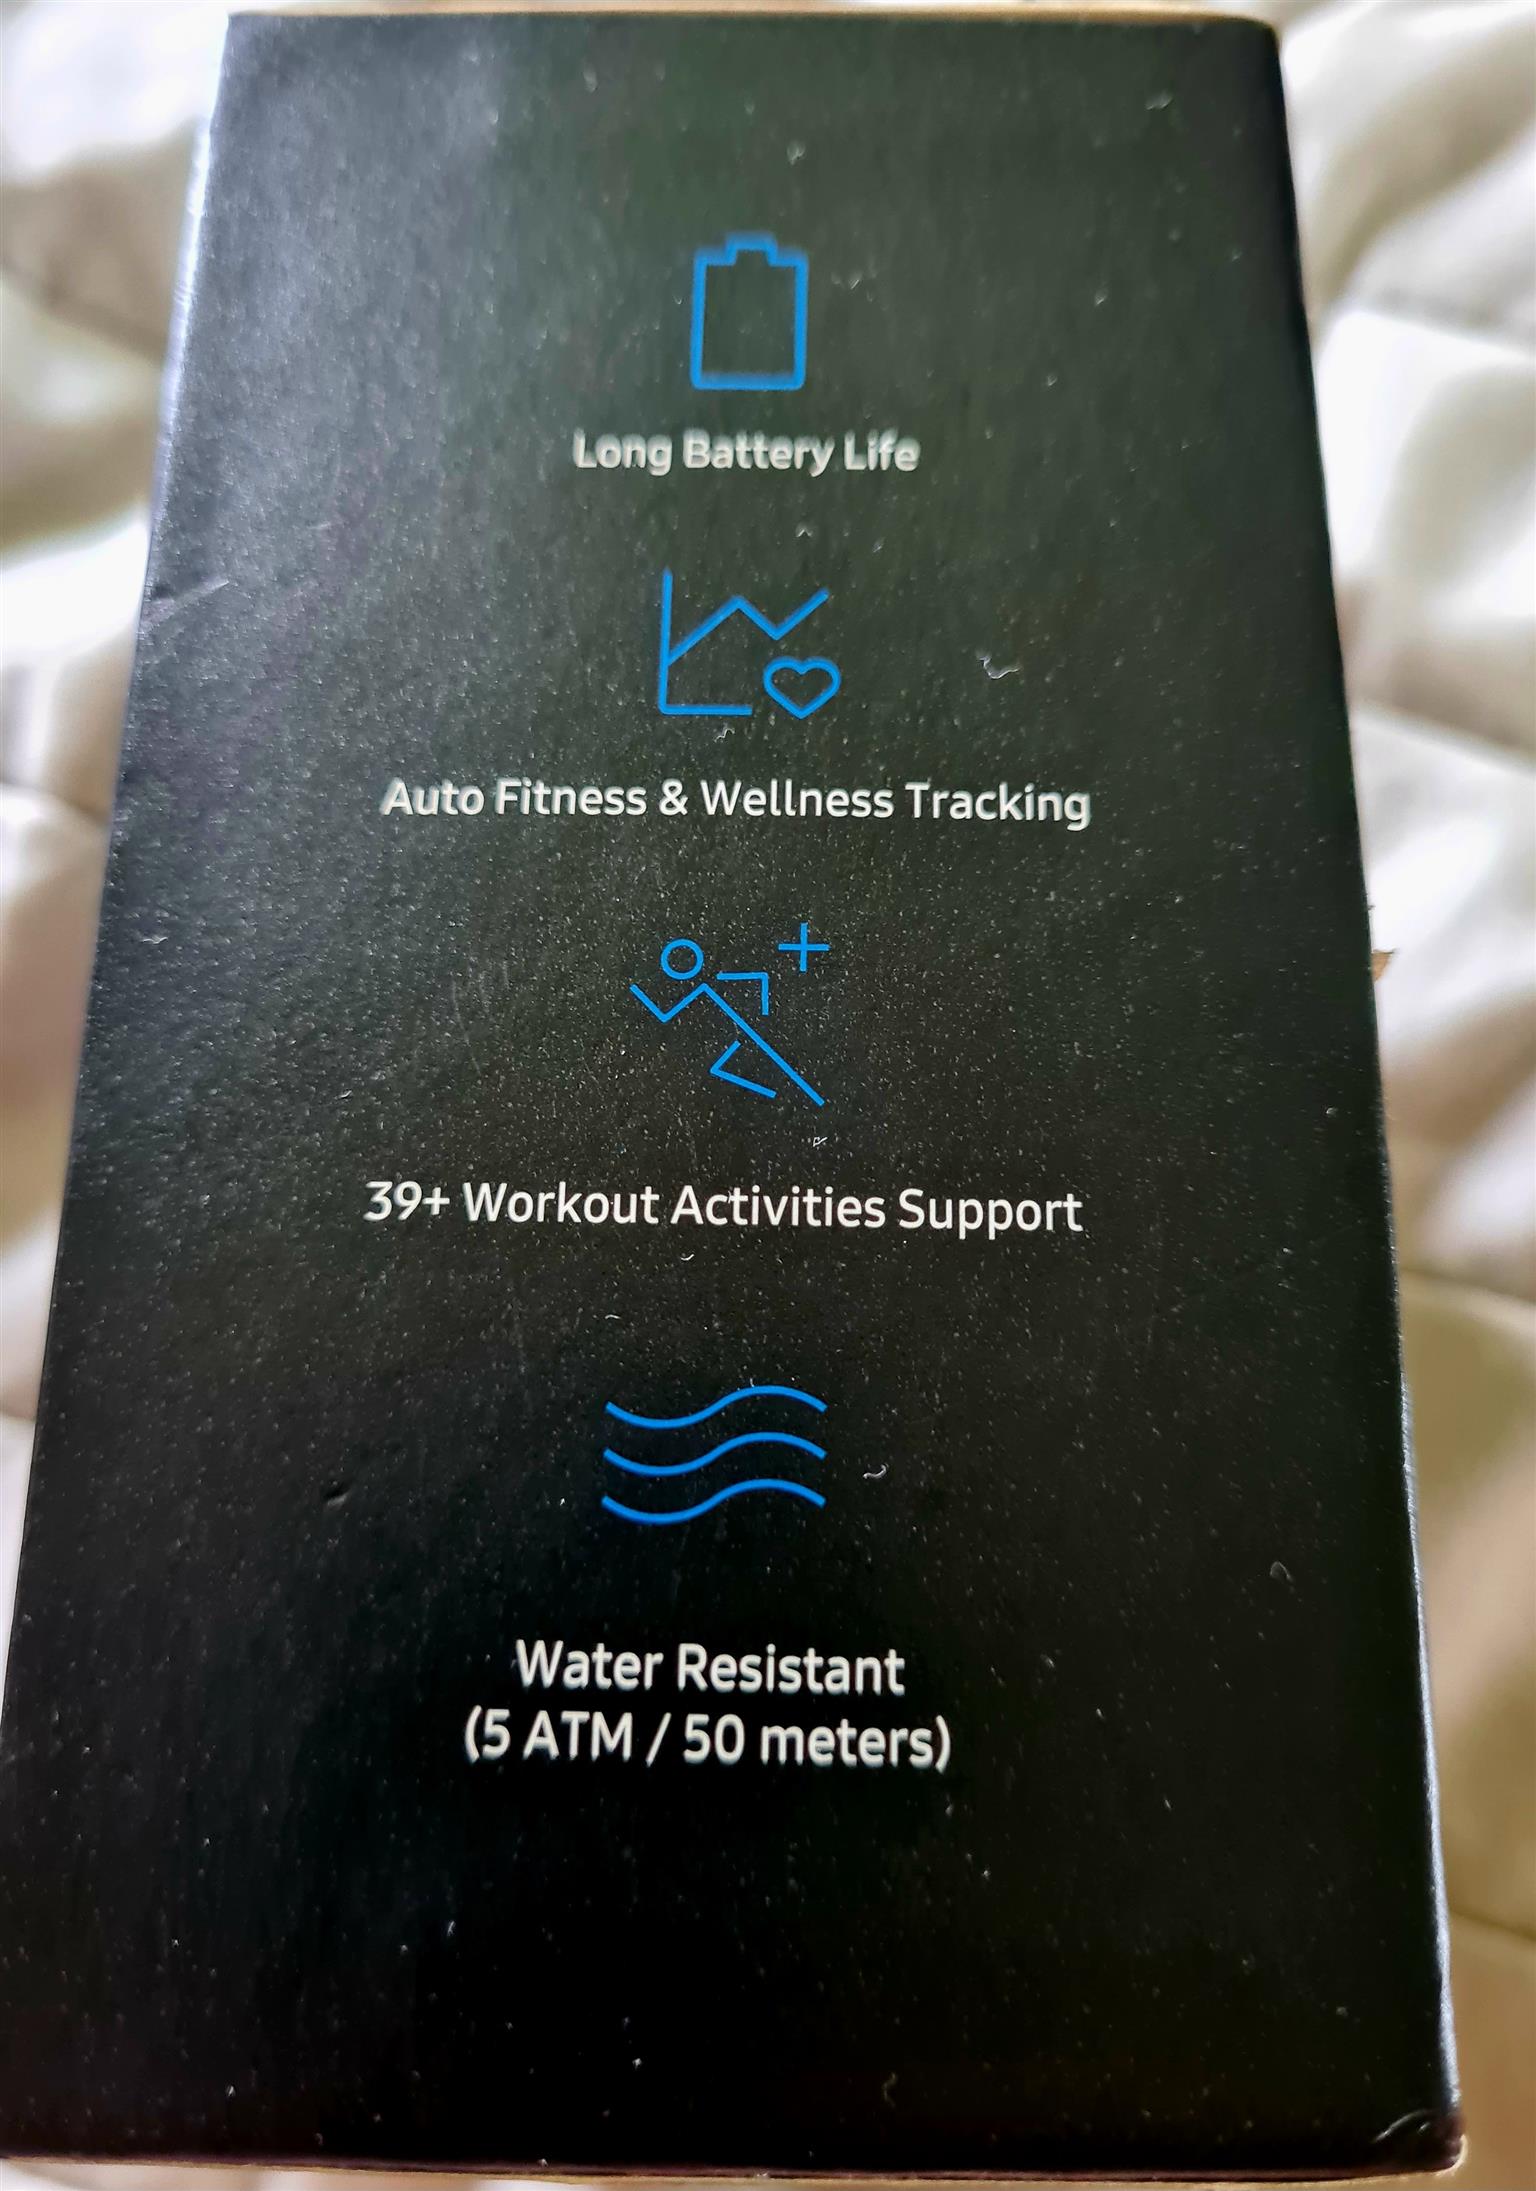 Long Battery Life
Auto Fitness & Wellness Tracking
39+ Workout Activities Support
Water Resistant
(5 ATM / 50 meters)